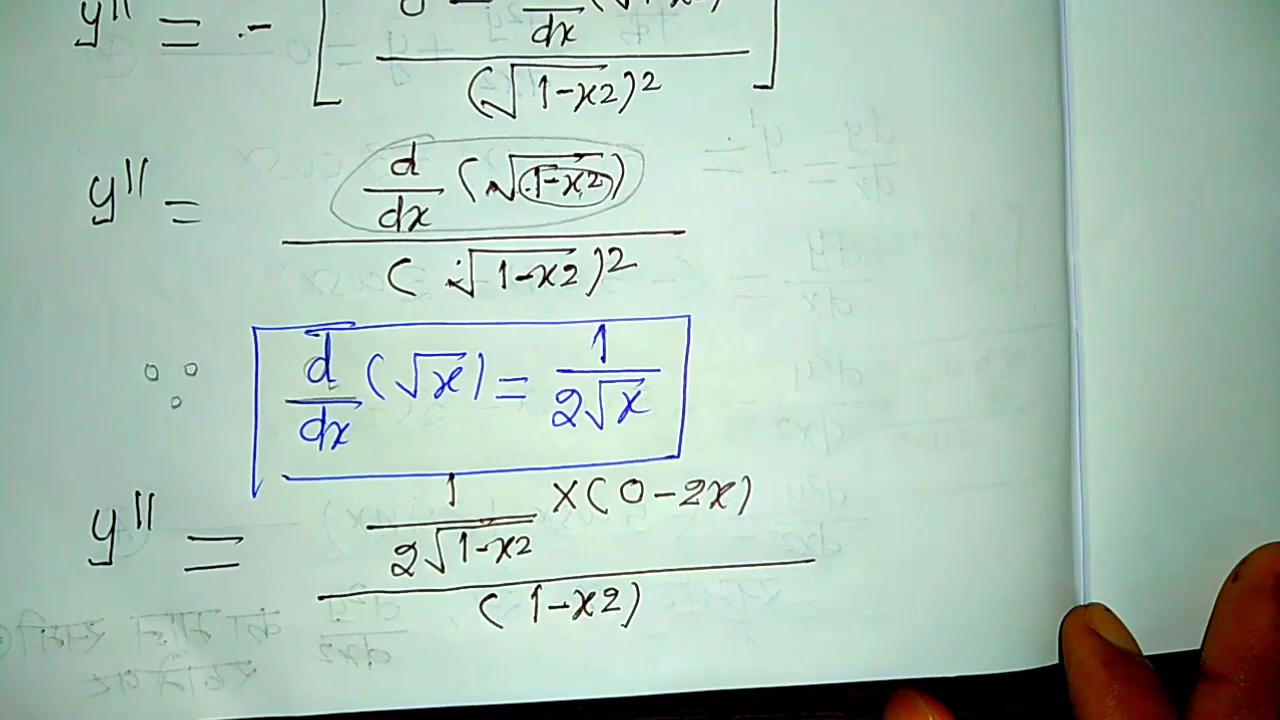 y'' = - [ 0 - d/dx (√1-x2) / (√1-x2)2 ]
y'' = d/dx (√1-x2) / (√1-x2)2
∵ d/dx (√x) = 1 / 2√x
y'' = 1 / 2√1-x2 × (0-2x) / (1-x2)